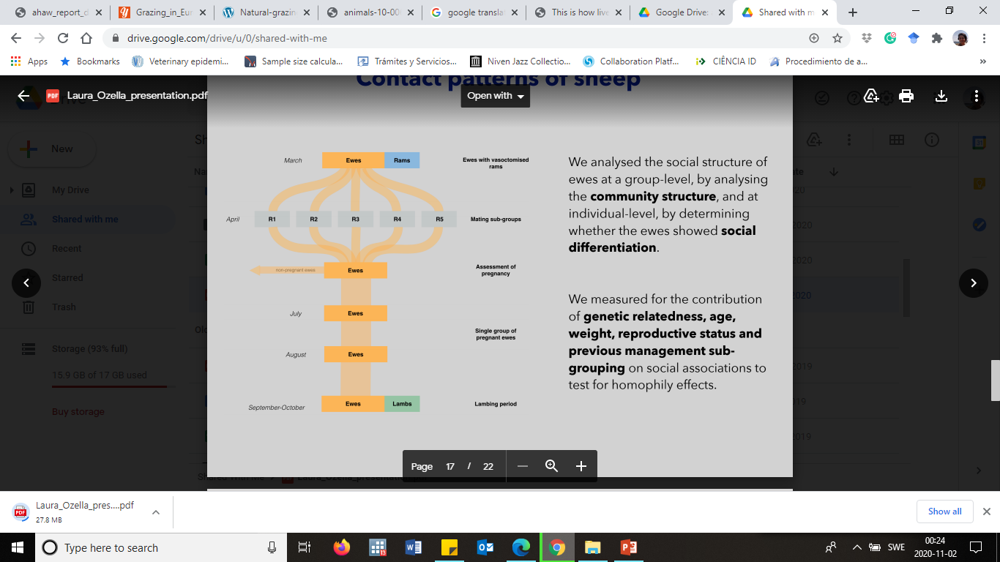 ahaw_report_d
Grazing_in_Eur
Natural-grazin
animals-10-00
google transla
This is how live
Google Drive:
Shared with m
drive.google.com/drive/u/0/shared-with-me
Apps
Bookmarks
Veterinary epidemi...
Sample size calcula...
Trámites y Servicios...
Niven Jazz Collectio...
Collaboration Platf...
CIÊNCIA ID
Procedimiento de a...
»
Contact patterns of sheep
PDF
Laura_Ozella_presentation.pdf
Open with
New
My Drive
Shared with me
Recent
Starred
Trash
Storage (93% full)
15.9 GB of 17 GB used
Buy storage
March
Ewes
Rams
Ewes with vasoctomised
rams
April
R1
R2
R3
R4
R5
Mating sub-groups
non-pregnant ewes
Ewes
Assessment of
pregnancy
July
Ewes
Single group of
pregnant ewes
August
Ewes
September-October
Ewes
Lambs
Lambing period
We analysed the social structure of
ewes at a group-level, by analysing
the community structure, and at
individual-level, by determining
whether the ewes showed social
differentiation.
We measured for the contribution
of genetic relatedness, age,
weight, reproductive status and
previous management sub-
grouping on social associations to
test for homophily effects.
Page 17 / 22
PDF
Laura_Ozella_pres....pdf
27.8 MB
Show all
Type here to search
SWE
00:24
2020-11-02